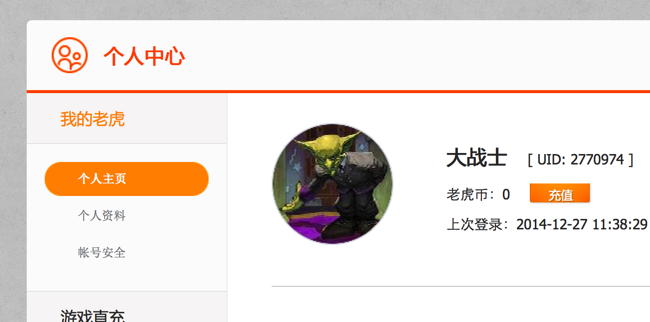 个人中心
我的老虎
个人主页
个人资料
帐号安全
游戏直充
大战士 [ UID: 2770974 ]
老虎币：0 充值
上次登录：2014-12-27 11:38:29